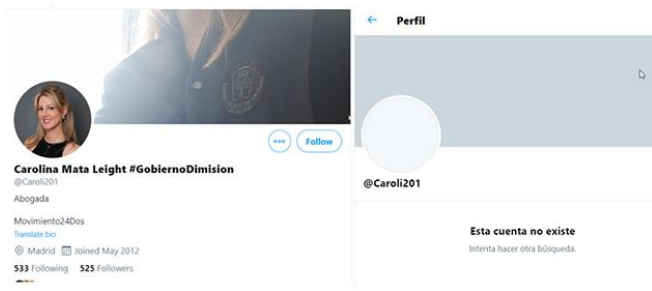 Carolina Mata Leight #GobiernoDimision
@Caroli201
Abogada
Movimiento24Dos
Translate bio
Madrid Joined May 2012
533 Following 525 Followers
Follow
Perfil
@Caroli201
Esta cuenta no existe
Intenta hacer otra búsqueda.